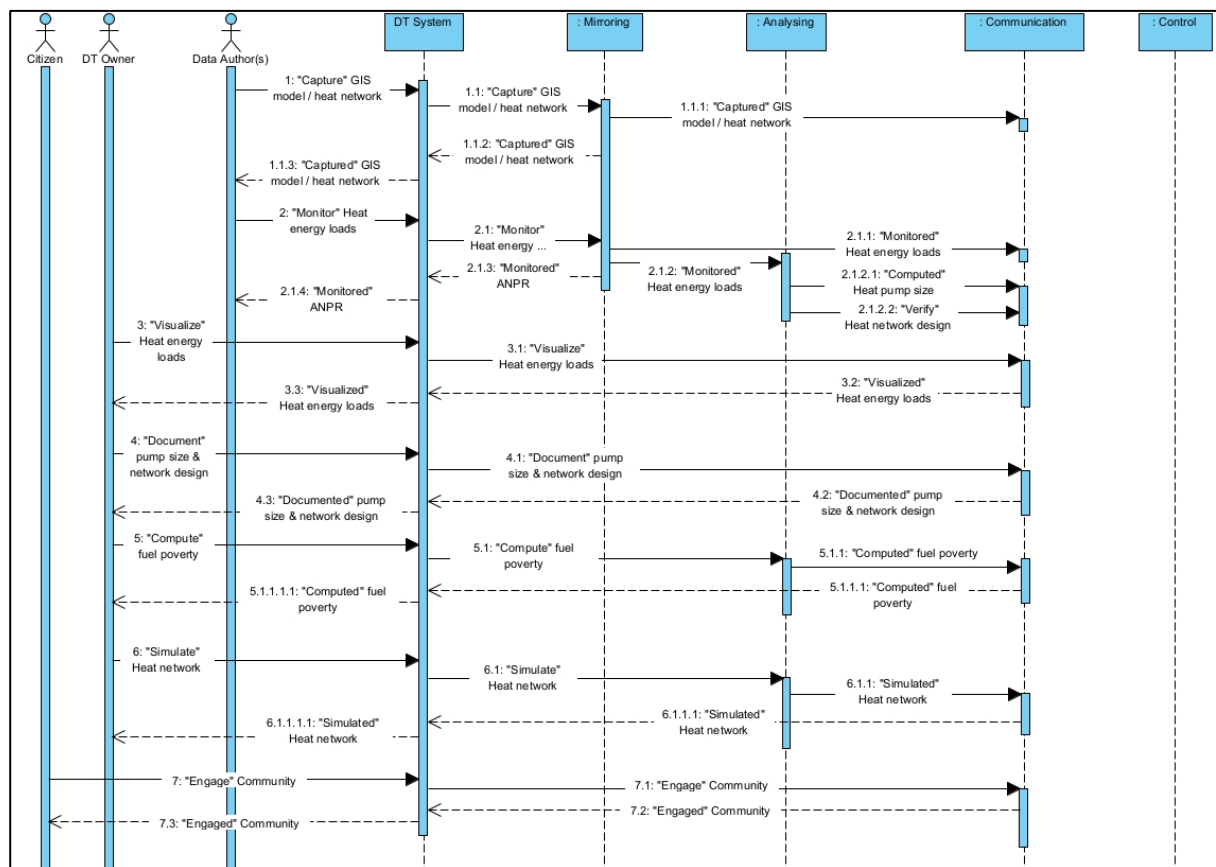 DT System
: Mirroring
: Analysing
: Communication
: Control
Citizen
DT Owner
Data Author(s)
1: "Capture" GIS
model / heat network
1.1: "Capture" GIS
model / heat network
1.1.1: "Captured" GIS
model / heat network
1.1.2: "Captured" GIS
model / heat network
1.1.3: "Captured" GIS
model / heat network
2: "Monitor" Heat
energy loads
2.1: "Monitor"
Heat energy ...
2.1.1: "Monitored"
Heat energy loads
2.1.2: "Monitored"
Heat energy loads
2.1.3: "Monitored"
ANPR
2.1.2.1: "Computed"
Heat pump size
2.1.4: "Monitored"
ANPR
2.1.2.2: "Verify"
Heat network design
3: "Visualize"
Heat energy
loads
3.1: "Visualize"
Heat energy loads
3.2: "Visualized"
Heat energy loads
3.3: "Visualized"
Heat energy loads
4: "Document"
pump size &
network design
4.1: "Document" pump
size & network design
4.2: "Documented" pump
size & network design
4.3: "Documented" pump
size & network design
5: "Compute"
fuel poverty
5.1: "Compute" fuel
poverty
5.1.1: "Computed" fuel poverty
5.1.1.1: "Computed" fuel
poverty
5.1.1.1.1: "Computed" fuel
poverty
6: "Simulate"
Heat network
6.1: "Simulate"
Heat network
6.1.1: "Simulated"
Heat network
6.1.1.1: "Simulated"
Heat network
6.1.1.1.1: "Simulated"
Heat network
7: "Engage" Community
7.1: "Engage" Community
7.2: "Engaged" Community
7.3: "Engaged" Community